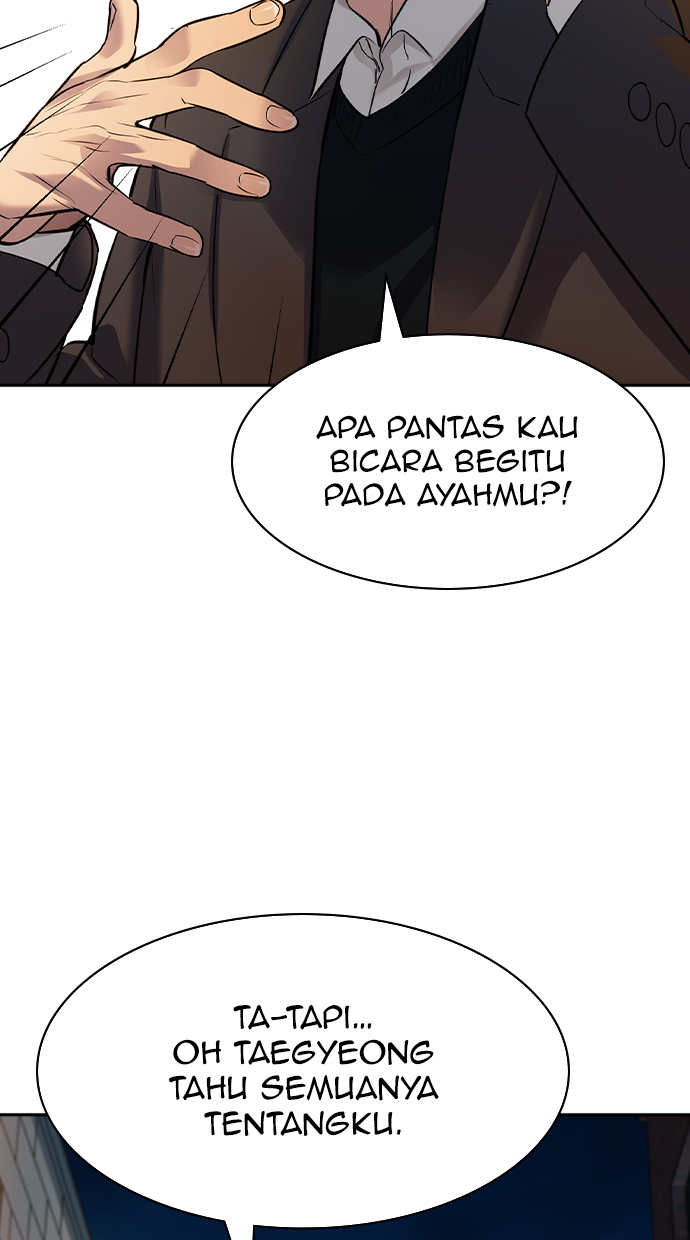 APA PANTAS KAU
BICARA BEGITU
PADA AYAHMU?!
TA-TAPI...
OH TAEGYEONG
TAHU SEMUANYA
TENTANGKU.